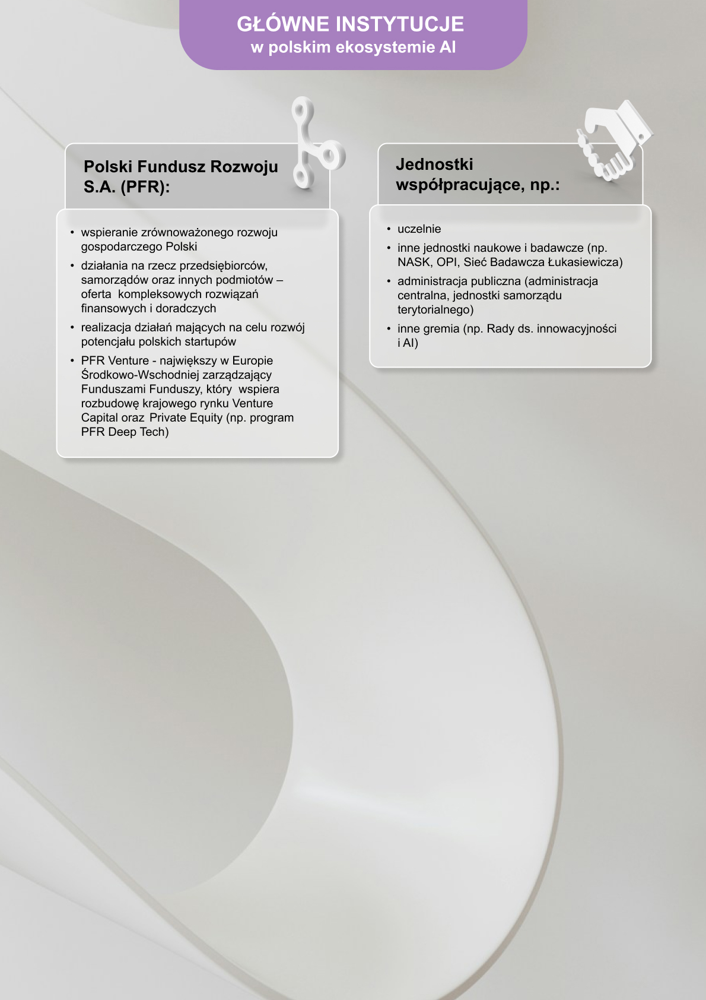 GŁÓWNE INSTYTUCJE
w polskim ekosystemie AI
Polski Fundusz Rozwoju
S.A. (PFR):
• wspieranie zrównoważonego rozwoju
gospodarczego Polski
• działania na rzecz przedsiębiorców,
samorządów oraz innych podmiotów –
oferta kompleksowych rozwiązań
finansowych i doradczych
• realizacja działań mających na celu rozwój
potencjału polskich startupów
• PFR Venture - największy w Europie
Środkowo-Wschodniej zarządzający
Funduszami Funduszy, który wspiera
rozbudowę krajowego rynku Venture
Capital oraz Private Equity (np. program
PFR Deep Tech)
Jednostki
współpracujące, np.:
• uczelnie
• inne jednostki naukowe i badawcze (np.
NASK, OPI, Sieć Badawcza Łukasiewicza)
• administracja publiczna (administracja
centralna, jednostki samorządu
terytorialnego)
• inne gremia (np. Rady ds. innowacyjności
i AI)